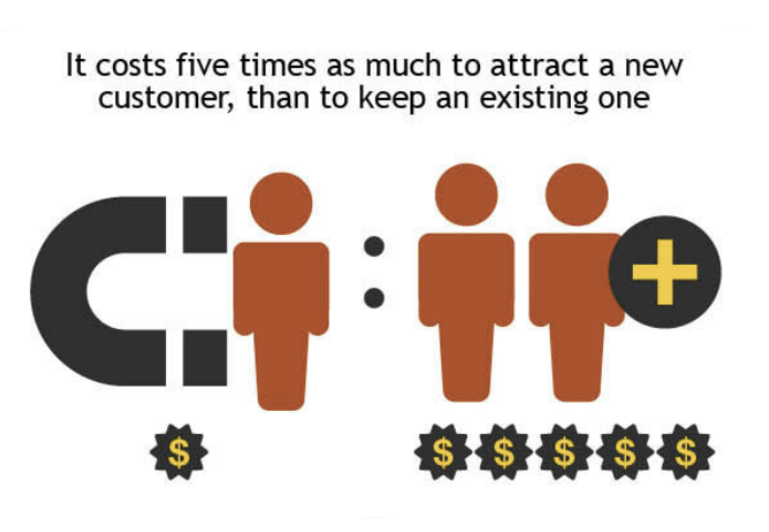 It costs five times as much to attract a new
customer, than to keep an existing one
$
$ $ $ $ $